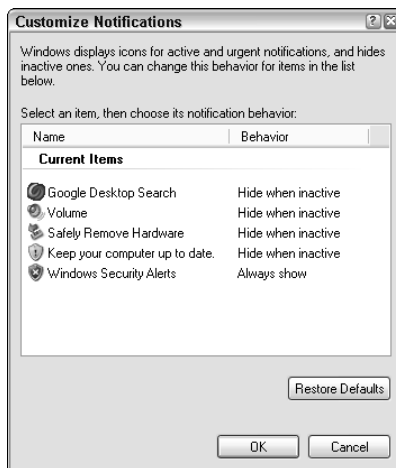 Customize Notifications
Windows displays icons for active and urgent notifications, and hides
inactive ones. You can change this behavior for items in the list
below.
Select an item, then choose its notification behavior:
Name Behavior
Current Items
Google Desktop Search Hide when inactive
Volume Hide when inactive
Safely Remove Hardware Hide when inactive
Keep your computer up to date. Hide when inactive
Windows Security Alerts Always show
Restore Defaults
OK Cancel